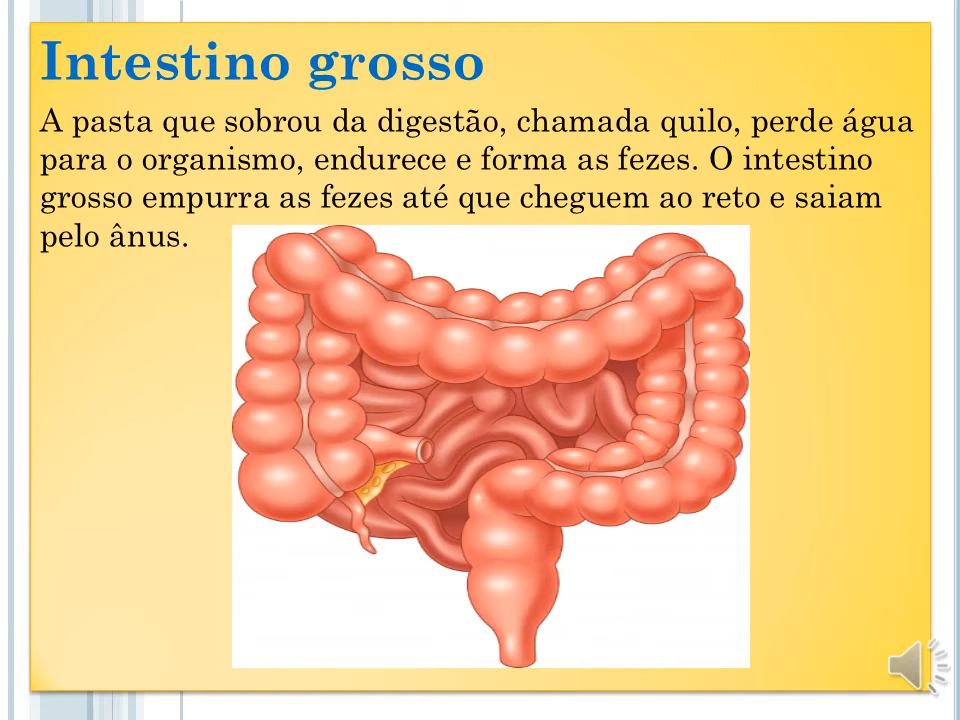 Intestino grosso
A pasta que sobrou da digestão, chamada quilo, perde água
para o organismo, endurece e forma as fezes. O intestino
grosso empurra as fezes até que cheguem ao reto e saiam
pelo ânus.